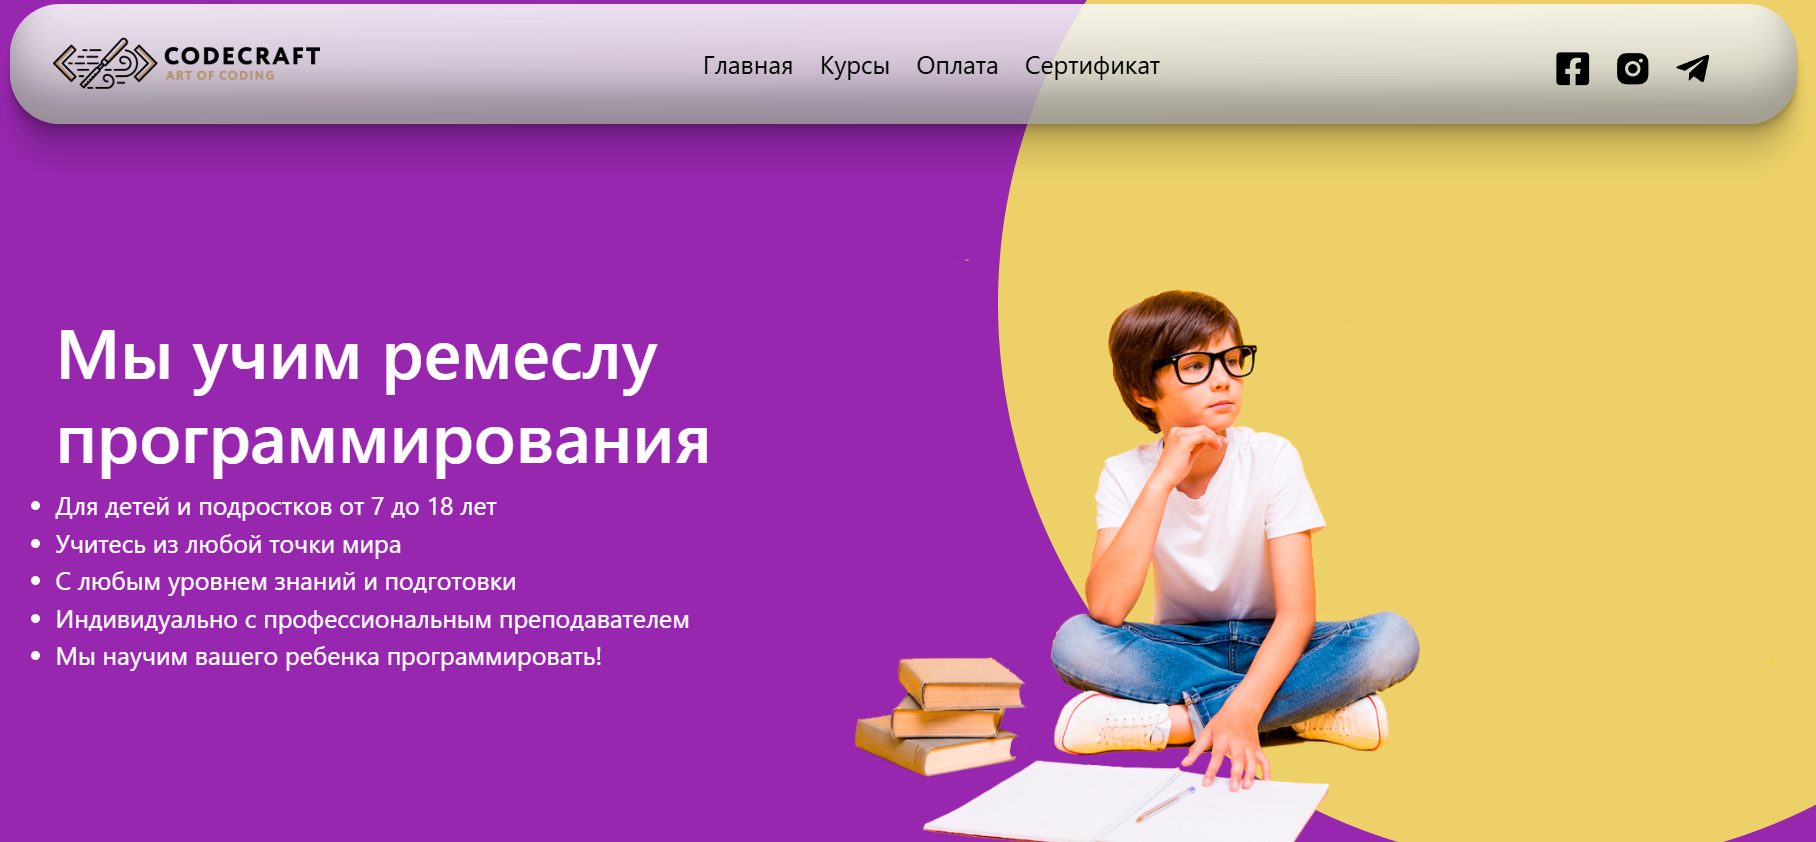 CODECRAFT
ART OF CODING
Главная Курсы Оплата Сертификат
Мы учим ремеслу
программирования
Для детей и подростков от 7 до 18 лет
Учитесь из любой точки мира
С любым уровнем знаний и подготовки
Индивидуально с профессиональным преподавателем
Мы научим вашего ребенка программировать!